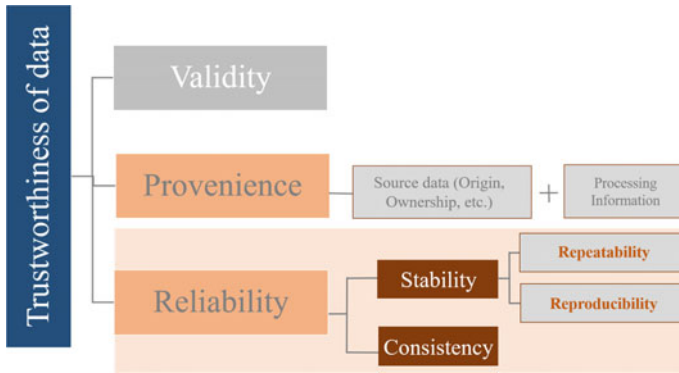 Trustworthiness of data
Validity
Provenience
Source data (Origin,
Ownership, etc.)
+
Processing
Information
Reliability
Stability
Repeatability
Reproducibility
Consistency